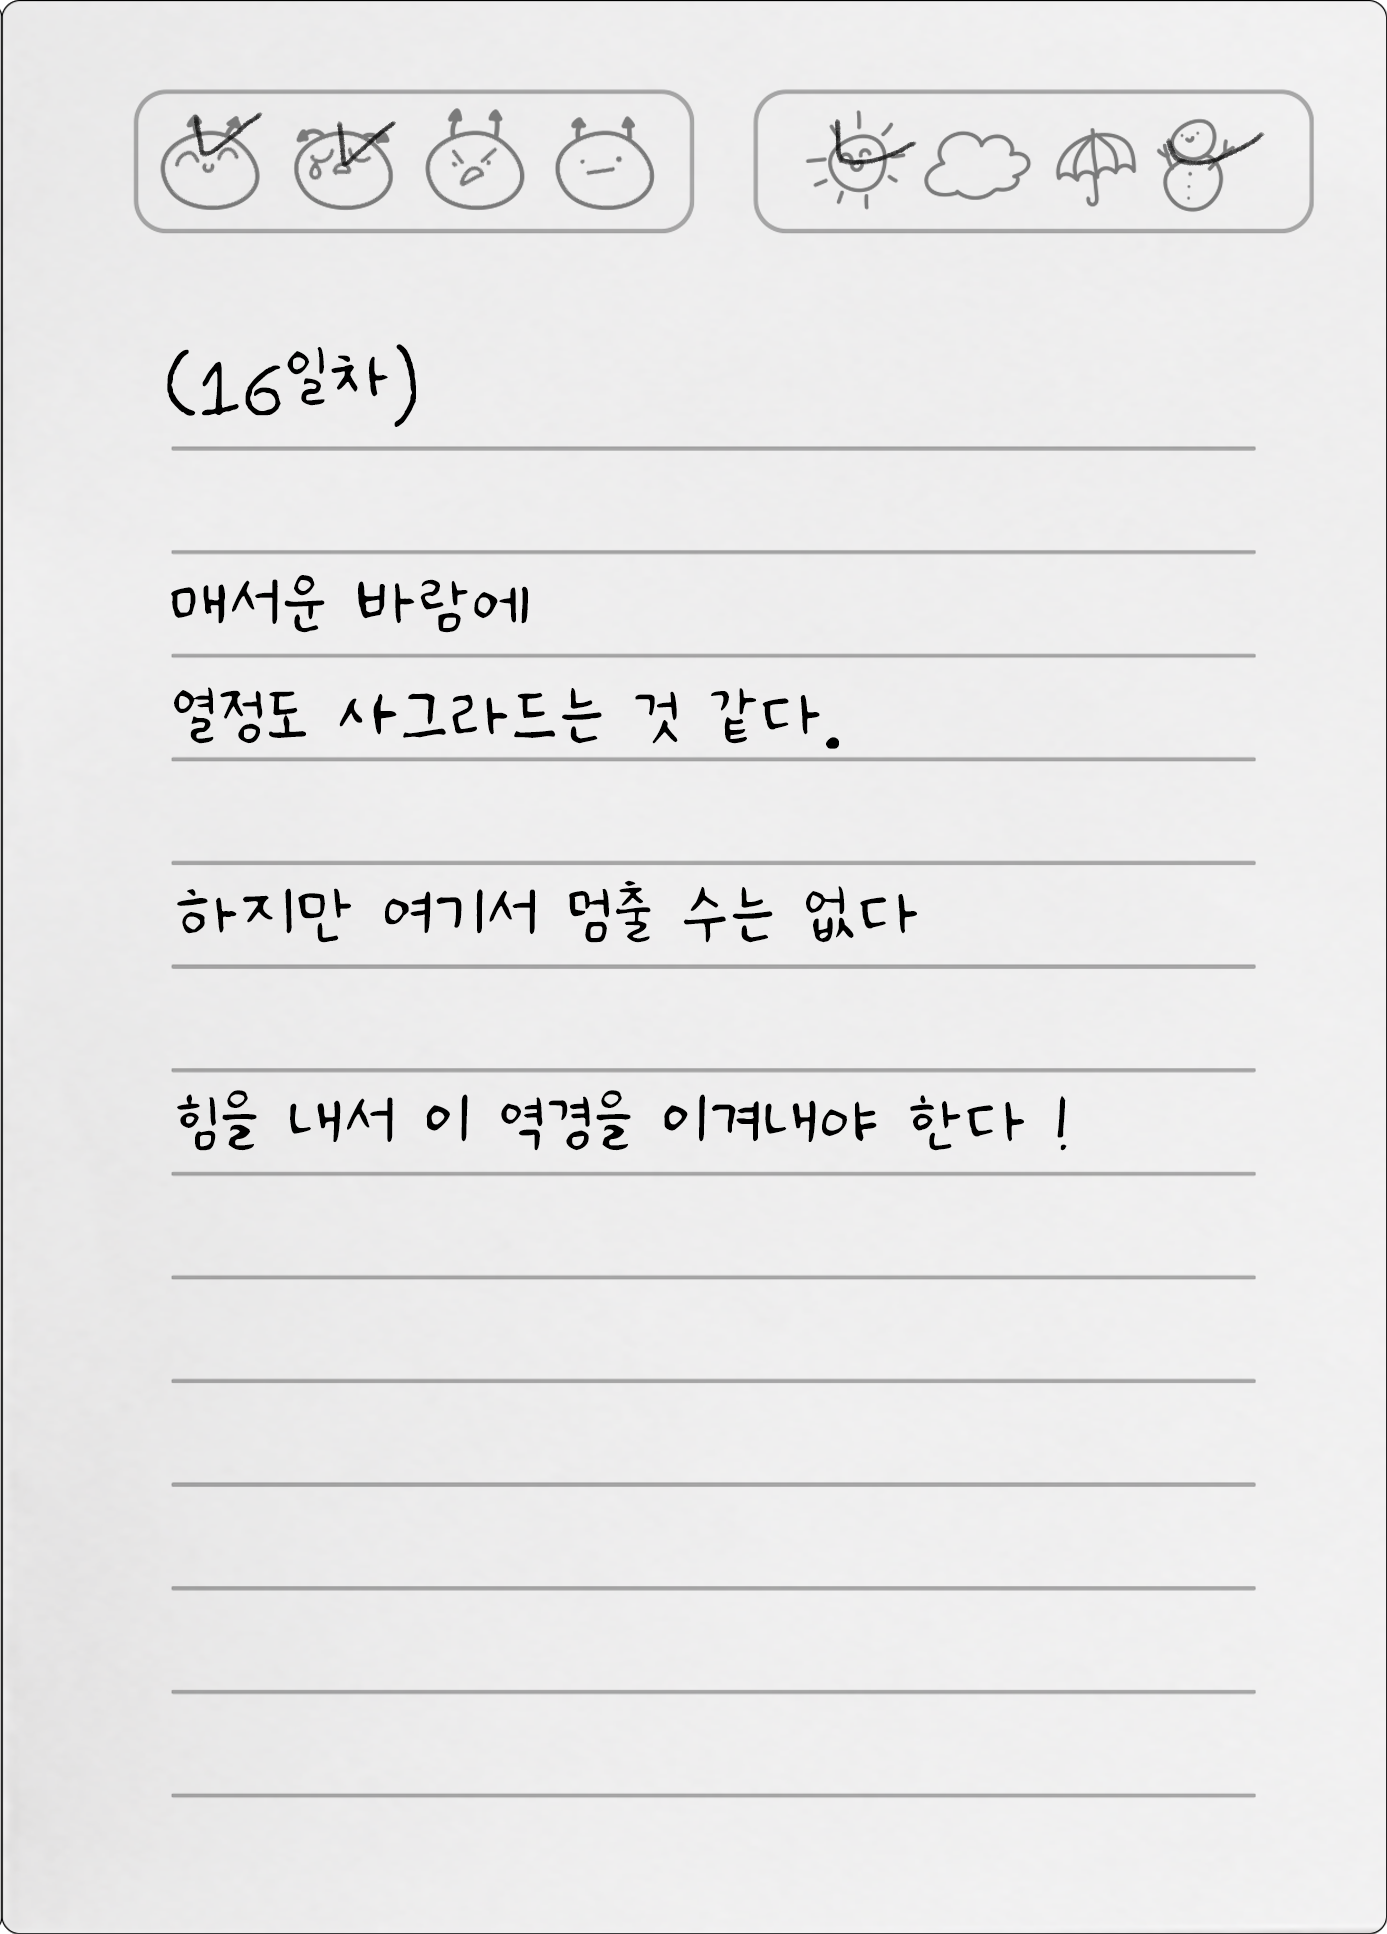 (16일차)
매서운 바람에
열정도 사그라드는 것 같다.
하지만 여기서 멈출 수는 없다
힘을 내서 이 역경을 이겨내야 한다!